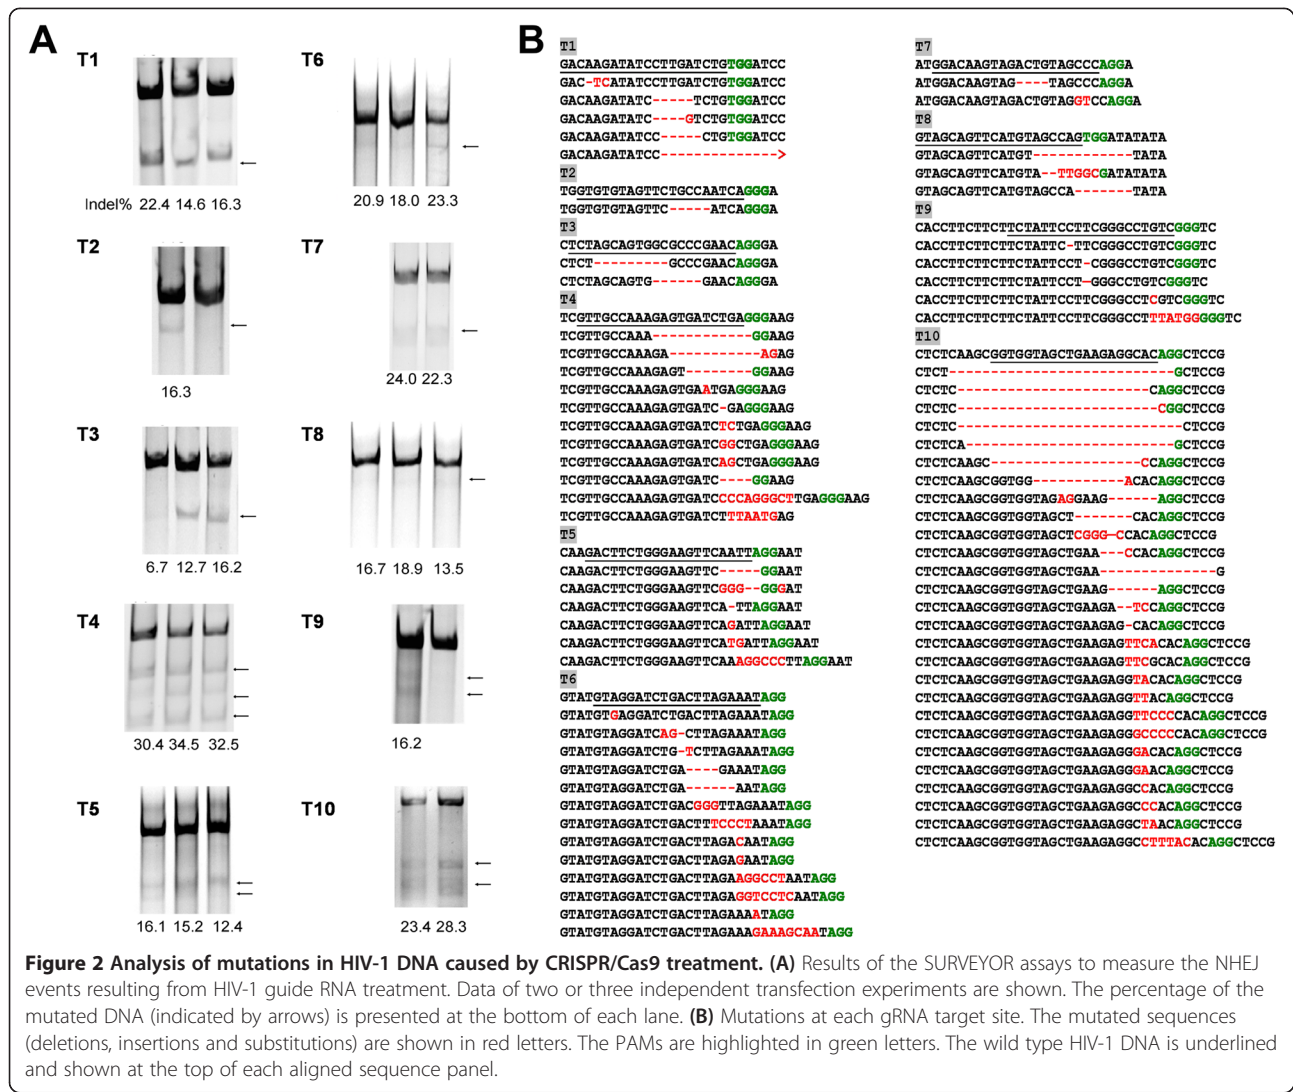 A
T1
Indel% 22.4 14.6 16.3
T2
16.3
T3
6.7 12.7 16.2
T4
30.4 34.5 32.5
T5
16.1 15.2 12.4
T6
20.9 18.0 23.3
T7
24.0 22.3
T8
16.7 18.9 13.5
T9
16.2
T10
23.4 28.3
B
T1
GACAAGATATCCTTGATCTGTGGATCC
GAC-TCATATCCTTGATCTGTGGATCC
GACAAGATATC-----TCTGTGGATCC
GACAAGATATC----GTCTGTGGATCC
GACAAGATATC------CTGTGGATCC
GACAAGATATCC-------------->
T2
TGGTGTGTAGTTCTGCCAATCAGGGA
TGGTGTGTAGTTC-----ATCAGGGA
T3
CTCTAGCAGTGGCGCCCGAACAGGGA
CTCT---------GCCCGAACAGGGA
CTCTAGCAGTG------GAACAGGGA
T4
TCGTTGCCAAAGAGTGATCTGAGGGAAG
TCGTTGCCAAA------------GGAAG
TCGTTGCCAAAGA-----------AGAG
TCGTTGCCAAAGAGT--------GGAAG
TCGTTGCCAAAGAGTGAATGAGGGAAG
TCGTTGCCAAAGAGTGATC-GAGGGAAG
TCGTTGCCAAAGAGTGATCTCTGAGGGAAG
TCGTTGCCAAAGAGTGATCGGCTGAGGGAAG
TCGTTGCCAAAGAGTGATCAGCTGAGGGAAG
TCGTTGCCAAAGAGTGATC----GGAAG
TCGTTGCCAAAGAGTGATCCCCAGGGCTTGAGGGAAG
TCGTTGCCAAAGAGTGATCTTTAATGAG
T5
CAAGACTTCTGGGAAGTTCAATTAGGAAT
CAAGACTTCTGGGAAGTTC-----GGAAT
CAAGACTTCTGGGAAGTTCGGG--GGGAT
CAAGACTTCTGGGAAGTTCA-TTAGGAAT
CAAGACTTCTGGGAAGTTCAGATTAGGAAT
CAAGACTTCTGGGAAGTTCATGATTAGGAAT
CAAGACTTCTGGGAAGTTCAAAGGCCCTTAGGAAT
T6
GTATGTAGGATCTGACTTAGAAATAGG
GTATGTGAGGATCTGACTTAGAAATAGG
GTATGTAGGATCAG-CTTAGAAATAGG
GTATGTAGGATCTG-TCTTAGAAATAGG
GTATGTAGGATCTGA----GAAATAGG
GTATGTAGGATCTGA------AATAGG
GTATGTAGGATCTGACGGGTTAGAAATAGG
GTATGTAGGATCTGACTTTCCCTAAATAGG
GTATGTAGGATCTGACTTAGACAATAGG
GTATGTAGGATCTGACTTAGAGAATAGG
GTATGTAGGATCTGACTTAGAAGGCCTAATAGG
GTATGTAGGATCTGACTTAGAGGTCCTCAATAGG
GTATGTAGGATCTGACTTAGAAAATAGG
GTATGTAGGATCTGACTTAGAAAGAAAGCAATAGG
T7
ATGGACAAGTAGACTGTAGCCCAGGA
ATGGACAAGTAG----TAGCCCAGGA
ATGGACAAGTAGACTGTAGGTCCAGGA
T8
GTAGCAGTTCATGTAGCCAGTGGATATATA
GTAGCAGTTCATGT------------TATA
GTAGCAGTTCATGTA--TTGGCGATATATA
GTAGCAGTTCATGTAGCCA-------TATA
T9
CACCTTCTTCTTCTATTCCTTCGGGCCTGTCGGGTC
CACCTTCTTCTTCTATTC-TTCGGGCCTGTCGGGTC
CACCTTCTTCTTCTATTCCT-CGGGCCTGTCGGGTC
CACCTTCTTCTTCTATTCCT-GGGCCTGTCGGGTC
CACCTTCTTCTTCTATTCCTTCGGGCCTCGTCGGGTC
CACCTTCTTCTTCTATTCCTTCGGGCCTTTATGGGGGTC
T10
CTCTCAAGCGGTGGTAGCTGAAGAGGCACAGGCTCCG
CTCT---------------------------GCTCCG
CTCTC-----------------------CAGGCTCCG
CTCTC------------------------CGGCTCCG
CTCTC---------------------------CTCCG
CTCTCA-------------------------GCTCCG
CTCTCAAGC------------------CCAGGCTCCG
CTCTCAAGCGGTGG-----------ACACAGGCTCCG
CTCTCAAGCGGTGGTAGAGGAAG------AGGCTCCG
CTCTCAAGCGGTGGTAGCT-------CACAGGCTCCG
CTCTCAAGCGGTGGTAGCTCGGG-CCACAGGCTCCG
CTCTCAAGCGGTGGTAGCTGAA---CCACAGGCTCCG
CTCTCAAGCGGTGGTAGCTGAA--------------G
CTCTCAAGCGGTGGTAGCTGAAG------AGGCTCCG
CTCTCAAGCGGTGGTAGCTGAAGA--TCCAGGCTCCG
CTCTCAAGCGGTGGTAGCTGAAGAG-CACAGGCTCCG
CTCTCAAGCGGTGGTAGCTGAAGAGTTCACACAGGCTCCG
CTCTCAAGCGGTGGTAGCTGAAGAGTTCGCACAGGCTCCG
CTCTCAAGCGGTGGTAGCTGAAGAGGTACACAGGCTCCG
CTCTCAAGCGGTGGTAGCTGAAGAGGTTACAGGCTCCG
CTCTCAAGCGGTGGTAGCTGAAGAGGTTCCCCACAGGCTCCG
CTCTCAAGCGGTGGTAGCTGAAGAGGGCCCCCACAGGCTCCG
CTCTCAAGCGGTGGTAGCTGAAGAGGGACACAGGCTCCG
CTCTCAAGCGGTGGTAGCTGAAGAGGGAACAGGCTCCG
CTCTCAAGCGGTGGTAGCTGAAGAGGCCACAGGCTCCG
CTCTCAAGCGGTGGTAGCTGAAGAGGCCCACAGGCTCCG
CTCTCAAGCGGTGGTAGCTGAAGAGGCTAACAGGCTCCG
CTCTCAAGCGGTGGTAGCTGAAGAGGCCTTTACACAGGCTCCG
Figure 2 Analysis of mutations in HIV-1 DNA caused by CRISPR/Cas9 treatment. (A) Results of the SURVEYOR assays to measure the NHEJ
events resulting from HIV-1 guide RNA treatment. Data of two or three independent transfection experiments are shown. The percentage of the
mutated DNA (indicated by arrows) is presented at the bottom of each lane. (B) Mutations at each gRNA target site. The mutated sequences
(deletions, insertions and substitutions) are shown in red letters. The PAMs are highlighted in green letters. The wild type HIV-1 DNA is underlined
and shown at the top of each aligned sequence panel.